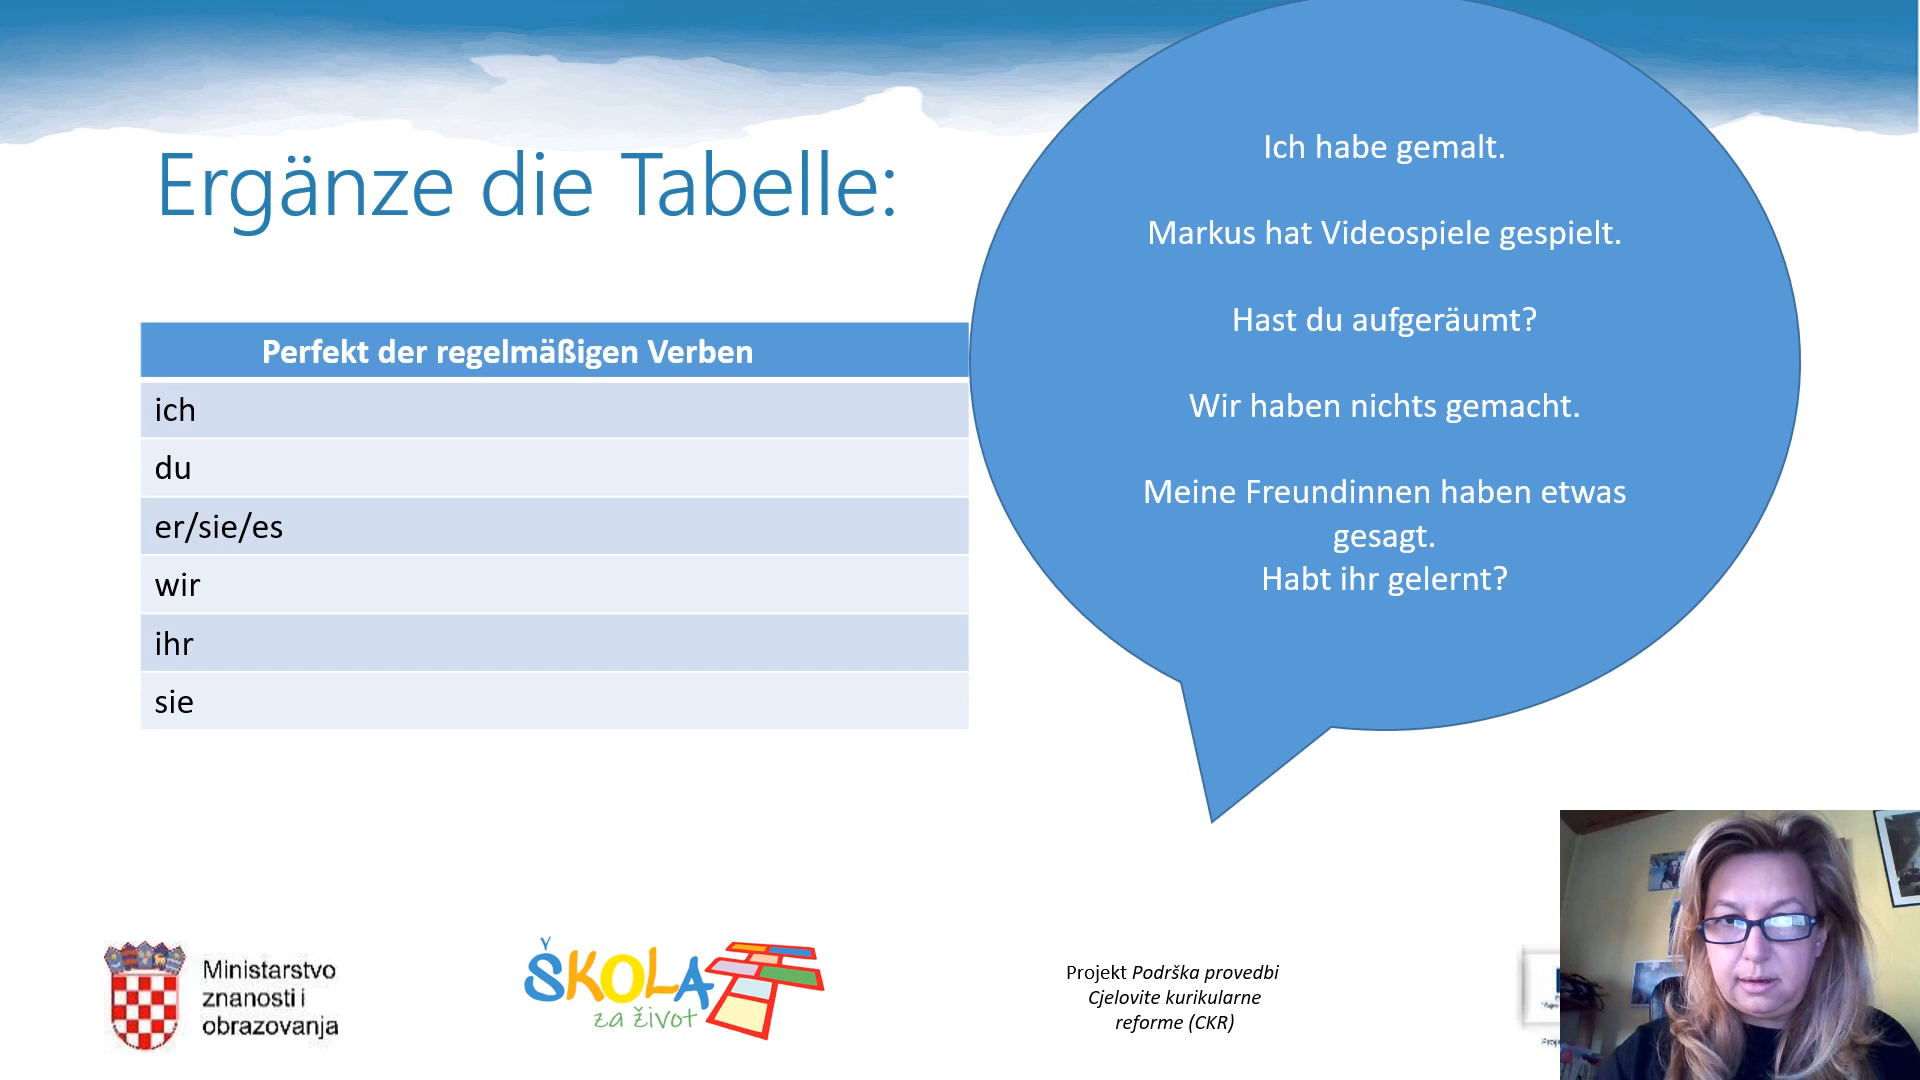 Ergänze die Tabelle:
Perfekt der regelmäßigen Verben
ich
du
er/sie/es
wir
ihr
sie
Ich habe gemalt.
Markus hat Videospiele gespielt.
Hast du aufgeräumt?
Wir haben nichts gemacht.
Meine Freundinnen haben etwas
gesagt.
Habt ihr gelernt?
Ministarstvo
znanosti i
obrazovanja
ŠKOLA
za život
Projekt Podrška provedbi
Cjelovite kurikularne
reforme (CKR)